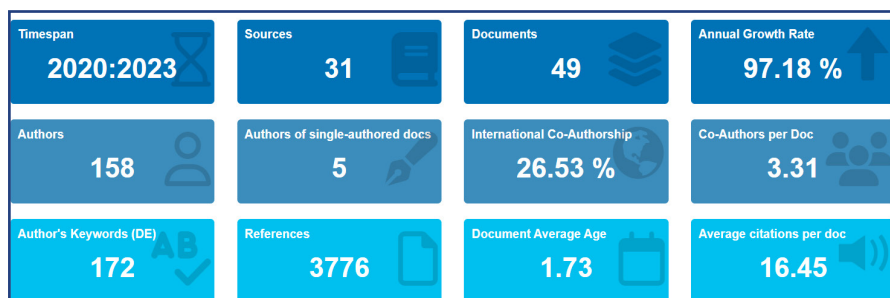 Timespan
2020:2023
Sources
31
Documents
49
Annual Growth Rate
97.18 %
Authors
158
Authors of single-authored docs
5
International Co-Authorship
26.53 %
Co-Authors per Doc
3.31
Author's Keywords (DE)
172
AB
References
3776
Document Average Age
1.73
Average citations per doc
16.45